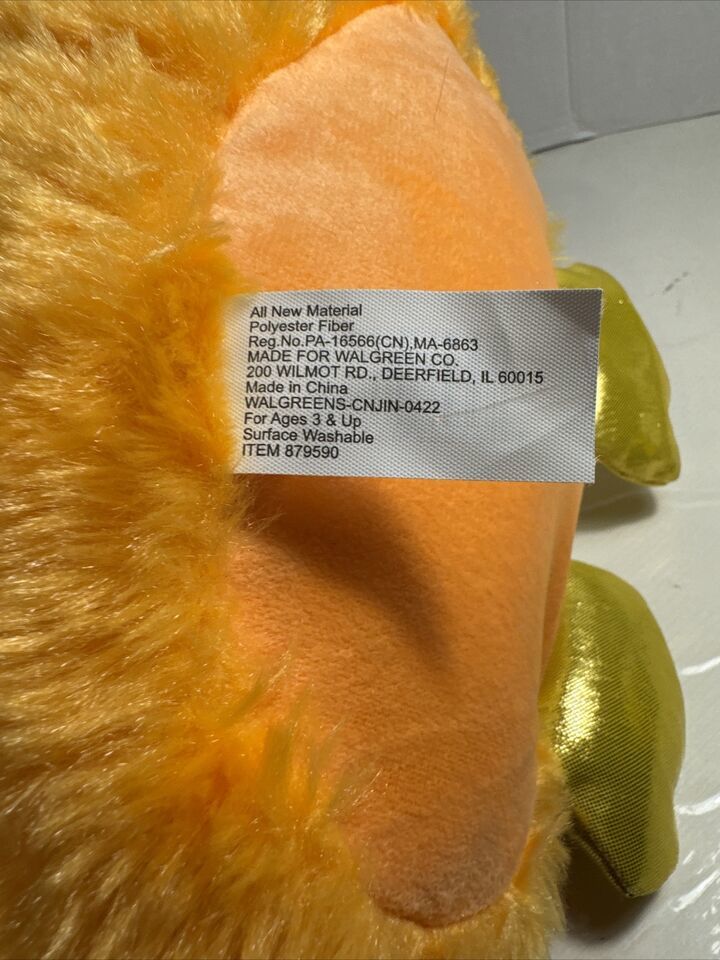 All New Material
Polyester Fiber
Reg.No.PA-16566(CN),MA-6863
MADE FOR WALGREEN CO.
200 WILMOT RD., DEERFIELD, IL 60015
Made in China
WALGREENS-CNJIN-0422
For Ages 3 & Up
Surface Washable
ITEM 879590